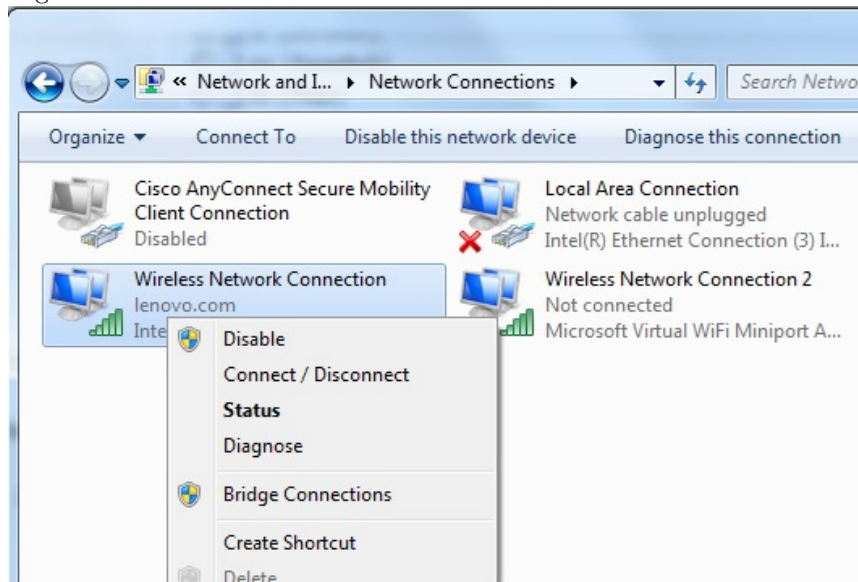 « Network and I... ▸ Network Connections ▸
Search Netwo
Organize ▾ Connect To Disable this network device Diagnose this connection
Cisco AnyConnect Secure Mobility
Client Connection
Disabled
Local Area Connection
Network cable unplugged
Intel(R) Ethernet Connection (3) I...
Wireless Network Connection
lenovo.com
Inte
Wireless Network Connection 2
Not connected
Microsoft Virtual WiFi Miniport A...
Disable
Connect / Disconnect
Status
Diagnose
Bridge Connections
Create Shortcut
Delete